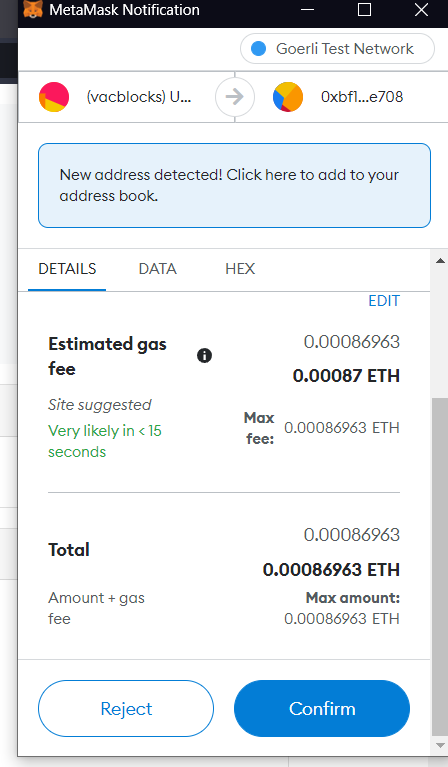 MetaMask Notification
Goerli Test Network
(vacblocks) U...
0xbf1...e708
New address detected! Click here to add to your
address book.
DETAILS
DATA
HEX
EDIT
Estimated gas
fee
0.00086963
0.00087 ETH
Site suggested
Very likely in < 15
seconds
Max
fee:
0.00086963 ETH
Total
0.00086963
0.00086963 ETH
Amount + gas
fee
Max amount:
0.00086963 ETH
Reject
Confirm